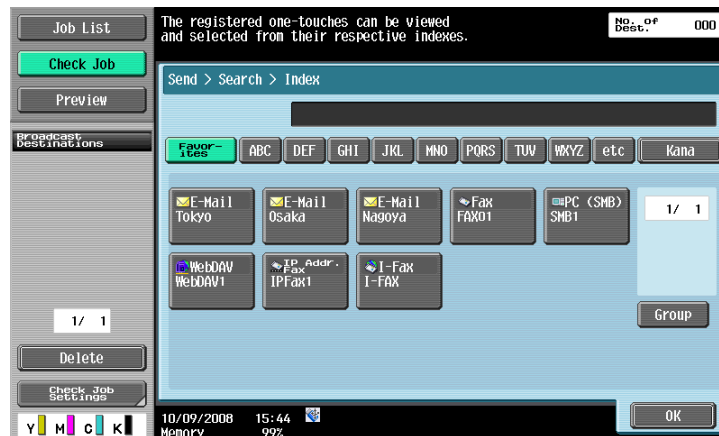 Job List
Check Job
Preview
Broadcast
Destinations
1/ 1
Delete
Check Job
Settings
Y M C K
The registered one-touches can be viewed
and selected from their respective indexes.
No. of
Dest. 000
Send > Search > Index
Favor-
ites ABC DEF GHI JKL MNO PQRS TUV WXYZ etc Kana
E-Mail
Tokyo
E-Mail
Osaka
E-Mail
Nagoya
Fax
FAX01
PC (SMB)
SMB1
1/ 1
WebDAV
WebDAV1
IP Addr.
Fax
IPFax1
I-Fax
I-FAX
Group
OK
10/09/2008 15:44
Memory 99%